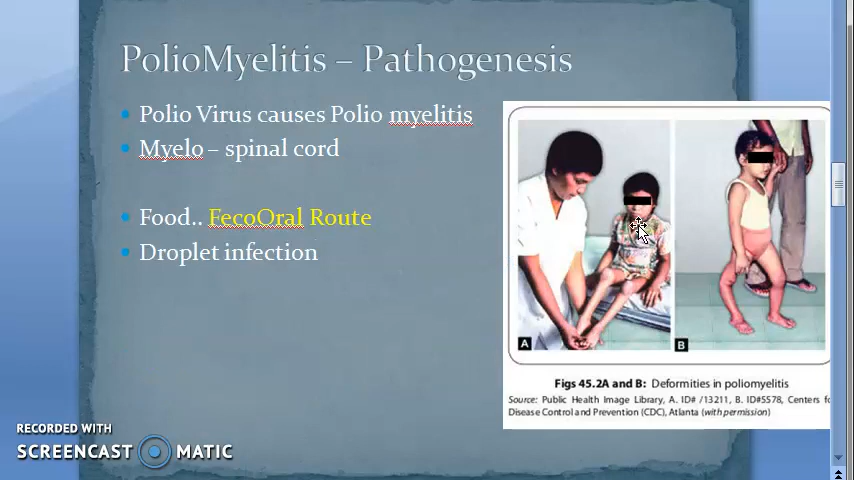 PolioMyelitis – Pathogenesis
Polio Virus causes Polio myelitis
Myelo – spinal cord
Food.. FecoOral Route
Droplet infection
A
B
Figs 45.2A and B: Deformities in poliomyelitis
Source: Public Health Image Library, A. ID# /13211, B. ID#5578, Centers
Disease Control and Prevention (CDC), Atlanta (with permission)
RECORDED WITH
SCREENCAST MATIC